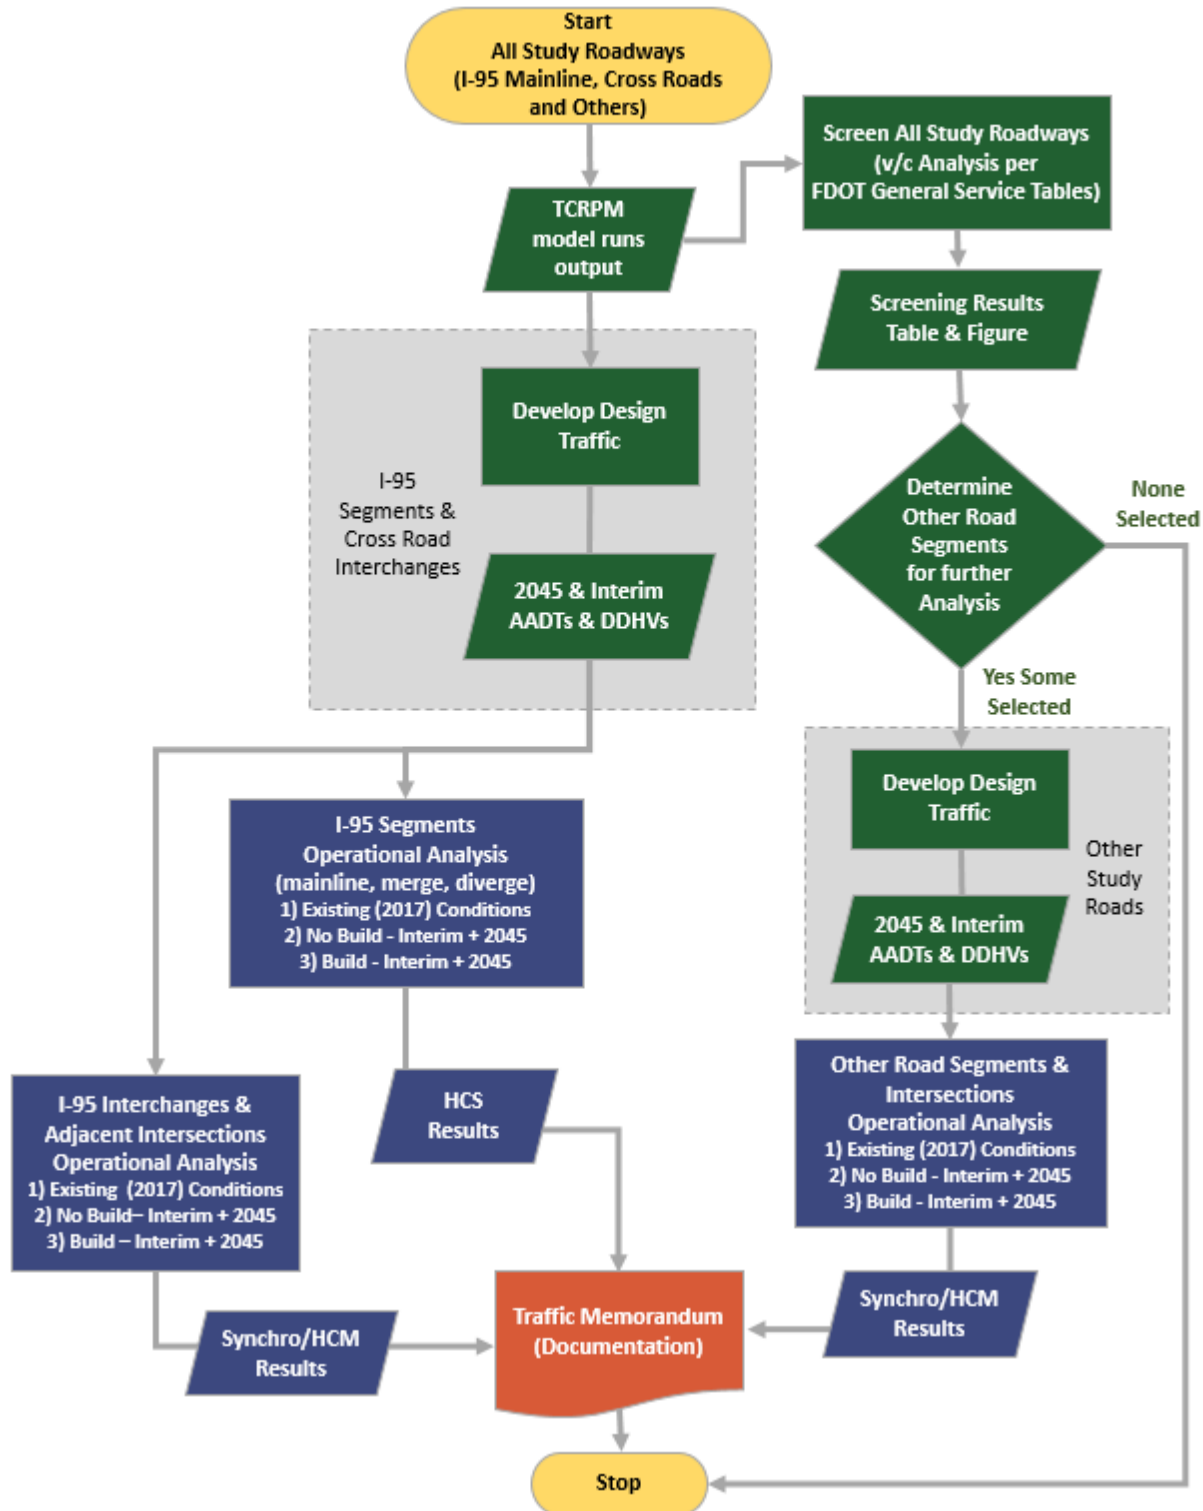 Start
All Study Roadways
(I-95 Mainline, Cross Roads
and Others)
Screen All Study Roadways
(v/c Analysis per
FDOT General Service Tables)
TCRPM
model runs
output
Screening Results
Table & Figure
Develop Design
Traffic
I-95
Segments &
Cross Road
Interchanges
2045 & Interim
AADTs & DDHVs
Determine
Other Road
Segments
for further
Analysis
None
Selected
Yes Some
Selected
Develop Design
Traffic
Other
Study
Roads
2045 & Interim
AADTs & DDHVs
I-95 Segments
Operational Analysis
(mainline, merge, diverge)
1) Existing (2017) Conditions
2) No Build - Interim + 2045
3) Build - Interim + 2045
I-95 Interchanges &
Adjacent Intersections
Operational Analysis
1) Existing (2017) Conditions
2) No Build– Interim + 2045
3) Build – Interim + 2045
HCS
Results
Other Road Segments &
Intersections
Operational Analysis
1) Existing (2017) Conditions
2) No Build - Interim + 2045
3) Build - Interim + 2045
Synchro/HCM
Results
Traffic Memorandum
(Documentation)
Synchro/HCM
Results
Stop